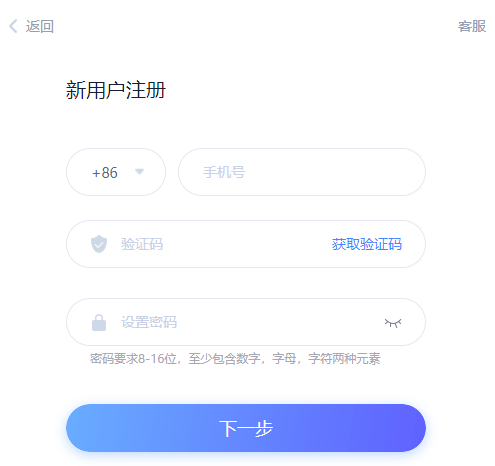 返回 客服
新用户注册
+86 手机号
验证码 获取验证码
设置密码
密码要求8-16位，至少包含数字，字母，字符两种元素
下一步